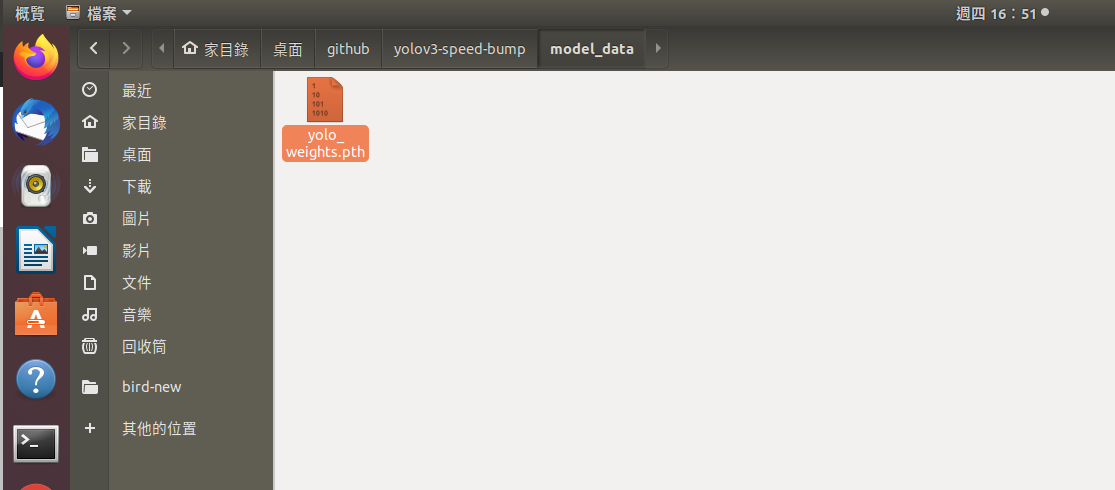 概覽 檔案 週四 16：51
家目錄 桌面 github yolov3-speed-bump model_data
最近
家目錄
桌面
下載
圖片
影片
文件
音樂
回收筒
bird-new
其他的位置
1
10
101
1010
yolo_
weights.pth